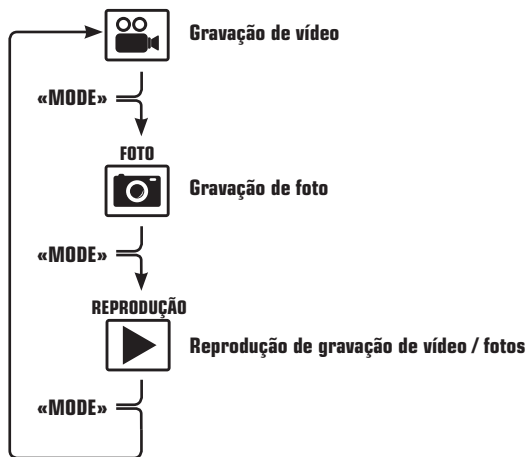 Gravação de vídeo
«MODE»
FOTO
Gravação de foto
«MODE»
REPRODUÇÃO
Reprodução de gravação de vídeo / fotos
«MODE»